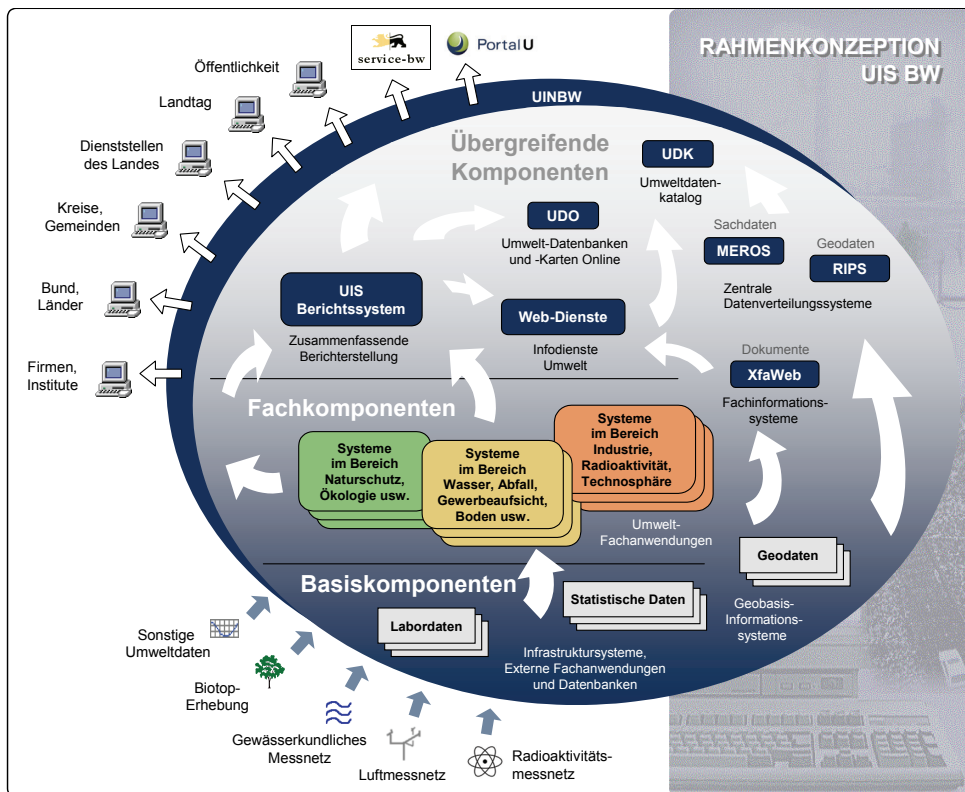 RAHMENKONZEPTION
UIS BW
service-bw
PortalU
Öffentlichkeit
Landtag
Dienststellen
des Landes
Kreise,
Gemeinden
Bund,
Länder
Firmen,
Institute
UINBW
Übergreifende
Komponenten
UDK
Umweltdaten-
katalog
UDO
Umwelt-Datenbanken
und -Karten Online
Sachdaten
MEROS
Geodaten
RIPS
Zentrale
Datenverteilungssysteme
UIS
Berichtssystem
Zusammenfassende
Berichterstellung
Web-Dienste
Infodienste
Umwelt
Dokumente
XfaWeb
Fachinformations-
systeme
Fachkomponenten
Systeme
im Bereich
Naturschutz,
Ökologie usw.
Systeme
im Bereich
Wasser, Abfall,
Gewerbeaufsicht,
Boden usw.
Systeme
im Bereich
Industrie,
Radioaktivität,
Technosphäre
Umwelt-
Fachanwendungen
Basiskomponenten
Labordaten
Statistische Daten
Infrastruktursysteme,
Externe Fachanwendungen
und Datenbanken
Geodaten
Geobasis-
Informations-
systeme
Sonstige
Umweltdaten
Biotop-
Erhebung
Gewässerkundliches
Messnetz
Luftmessnetz
Radioaktivitäts-
messnetz